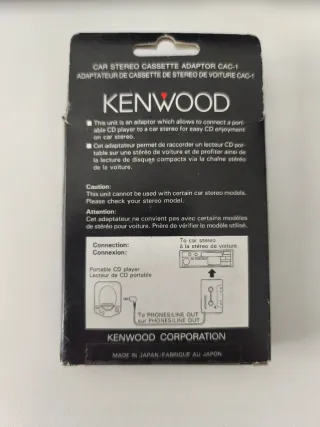 CAR STEREO CASSETTE ADAPTOR CAC-1
ADAPTATEUR DE CASSETTE DE STEREO DE VOITURE CAC-1
KENWOOD
■ This unit is an adaptor which allows to connect a port-
able CD player to a car stereo for easy CD enjoyment
on car stereo.
■ Cet adaptateur permet de raccorder un lecteur CD por-
table sur une stéréo de voiture et de profiter ainsi de
la lecture de disques compacts via la chaîne stéréo
de la voiture.
Caution:
This unit cannot be used with certain car stereo models.
Please check your stereo model.
Attention:
Cet adaptateur ne convient pas avec certains modèles
de stéréo pour voiture. Prière de vérifier le modèle utilisé.
Connection:
Connexion:
To car stereo
à la stéréo de voiture
Portable CD player
Lecteur de CD portable
To PHONES/LINE OUT
sur PHONES/LINE OUT
KENWOOD CORPORATION
MADE IN JAPAN/FABRIQUÉ AU JAPON